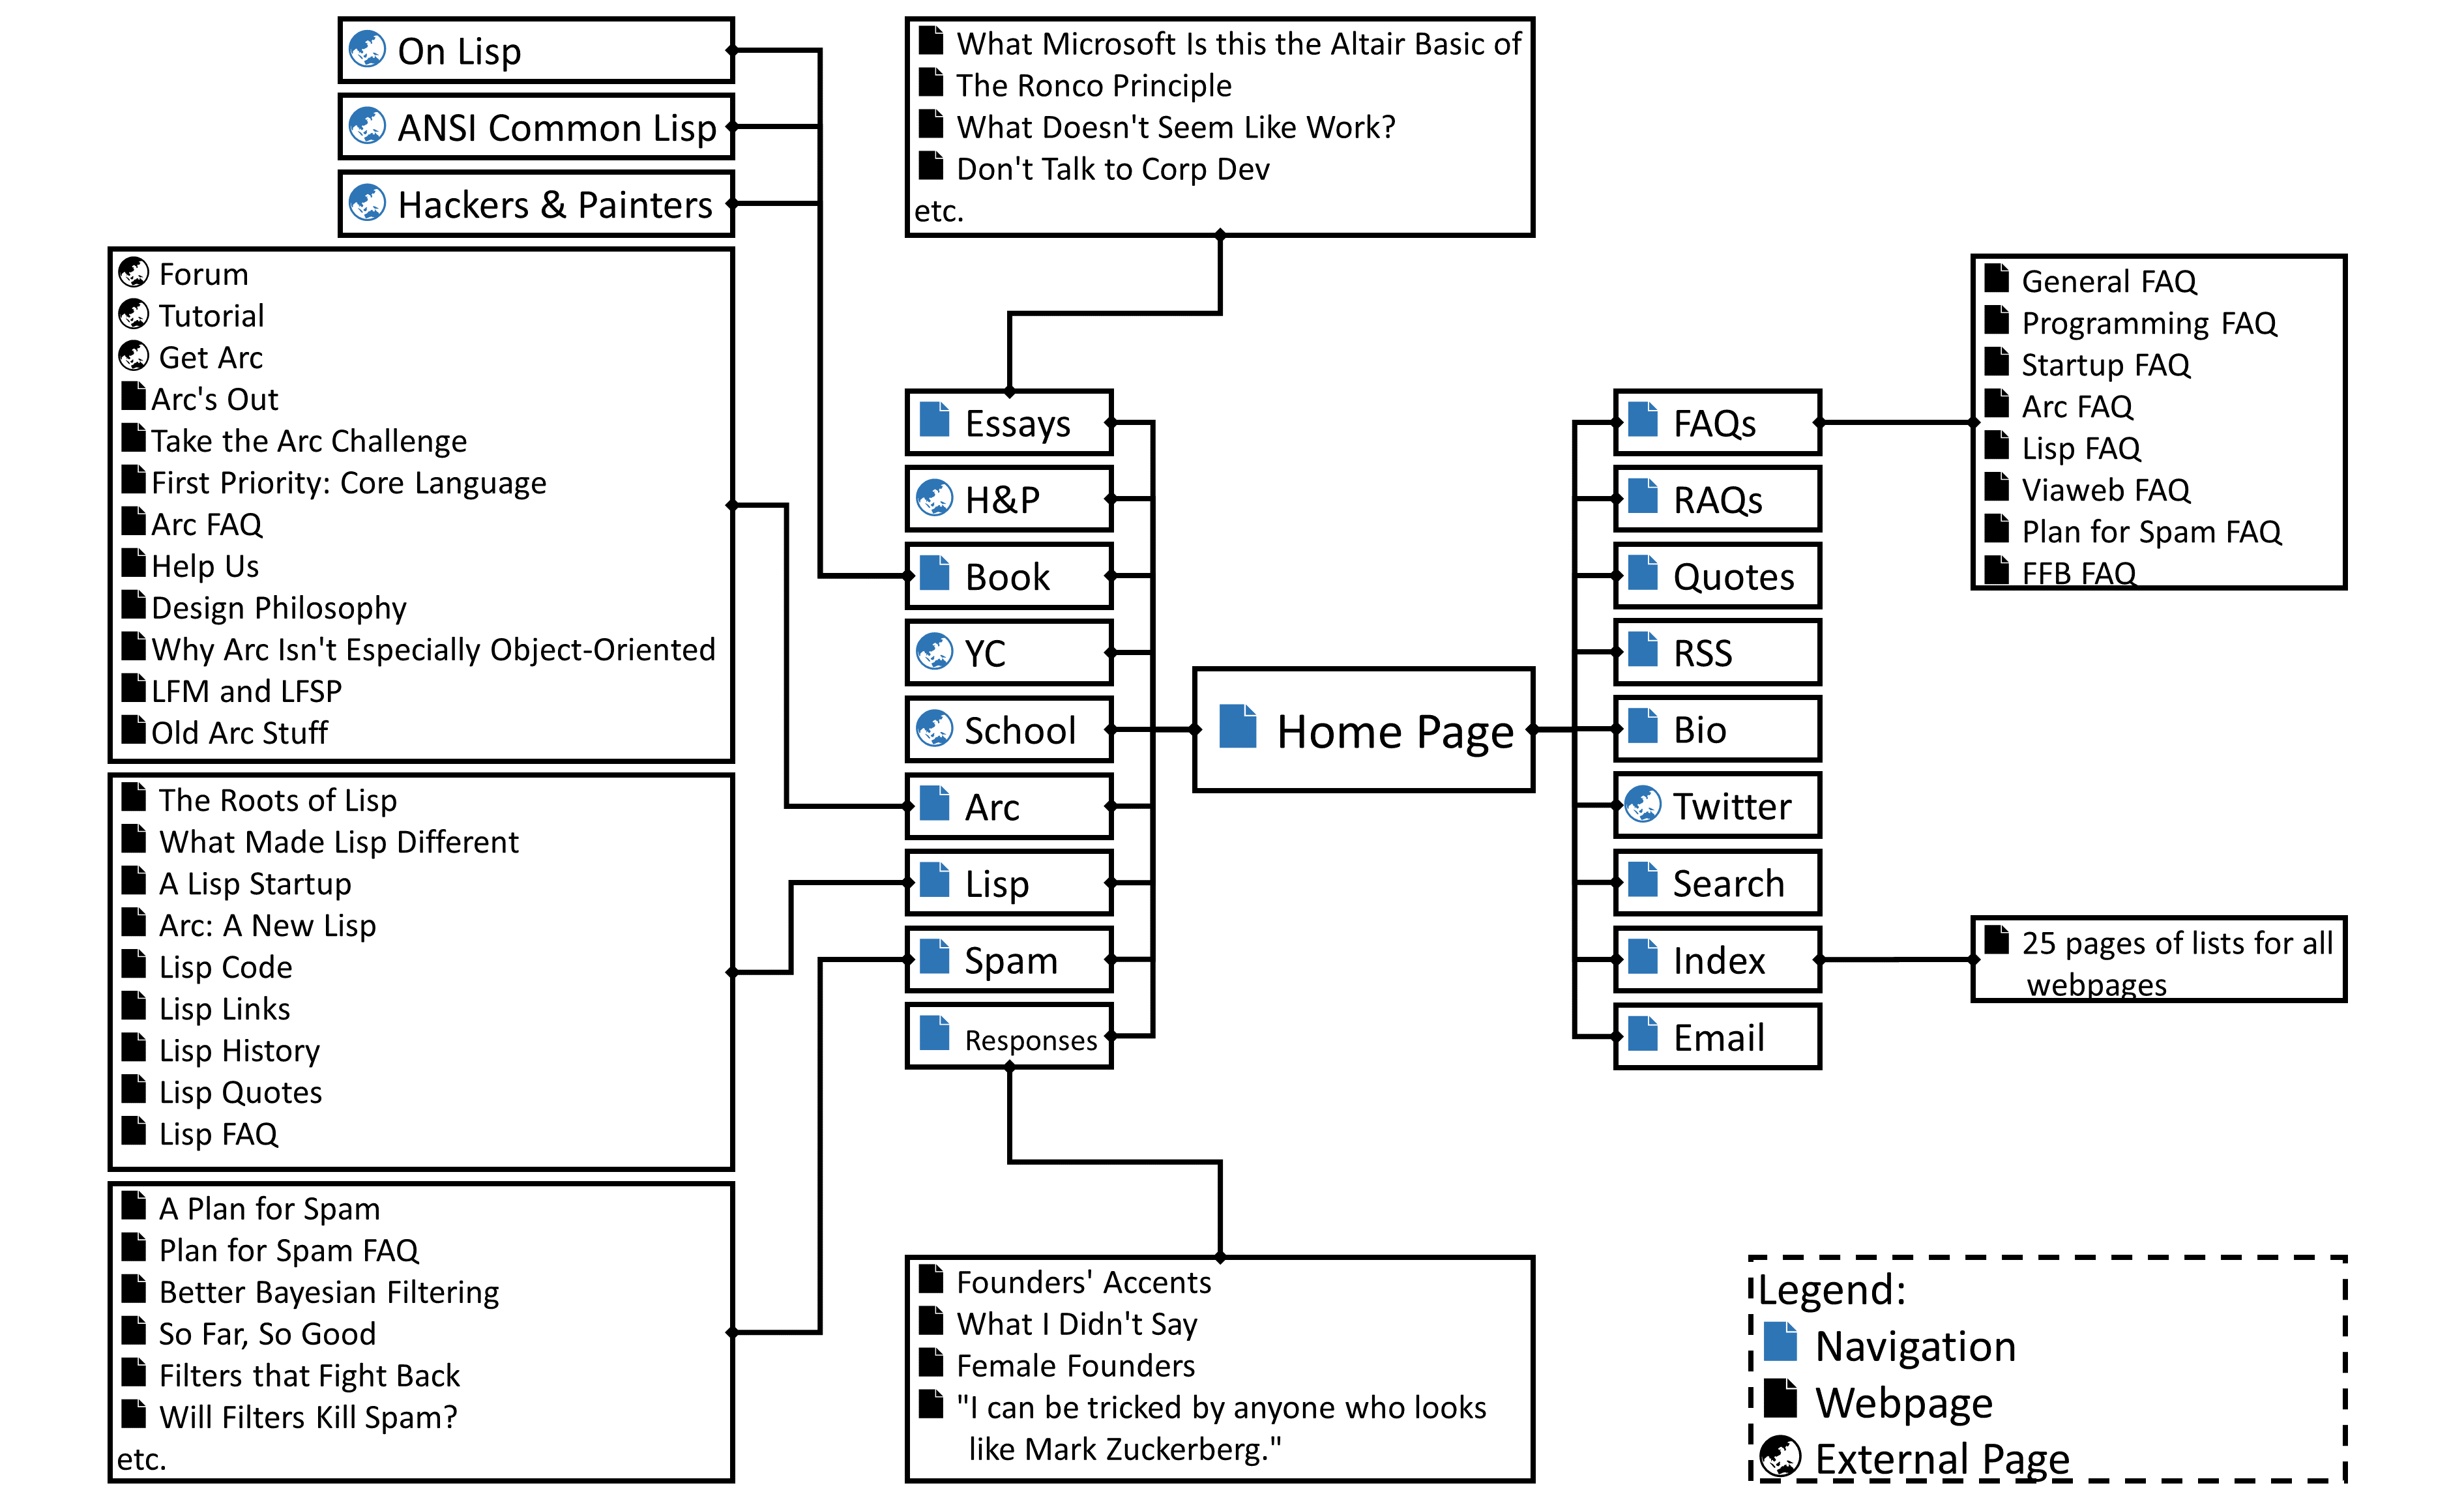 On Lisp
ANSI Common Lisp
Hackers & Painters
What Microsoft Is this the Altair Basic of
The Ronco Principle
What Doesn't Seem Like Work?
Don't Talk to Corp Dev
etc.
Forum
Tutorial
Get Arc
Arc's Out
Take the Arc Challenge
First Priority: Core Language
Arc FAQ
Help Us
Design Philosophy
Why Arc Isn't Especially Object-Oriented
LFM and LFSP
Old Arc Stuff
The Roots of Lisp
What Made Lisp Different
A Lisp Startup
Arc: A New Lisp
Lisp Code
Lisp Links
Lisp History
Lisp Quotes
Lisp FAQ
A Plan for Spam
Plan for Spam FAQ
Better Bayesian Filtering
So Far, So Good
Filters that Fight Back
Will Filters Kill Spam?
etc.
Essays
H&P
Book
YC
School
Arc
Lisp
Spam
Responses
Home Page
FAQs
RAQs
Quotes
RSS
Bio
Twitter
Search
Index
Email
General FAQ
Programming FAQ
Startup FAQ
Arc FAQ
Lisp FAQ
Viaweb FAQ
Plan for Spam FAQ
FFB FAQ
25 pages of lists for all
webpages
Founders' Accents
What I Didn't Say
Female Founders
"I can be tricked by anyone who looks
like Mark Zuckerberg."
Legend:
Navigation
Webpage
External Page